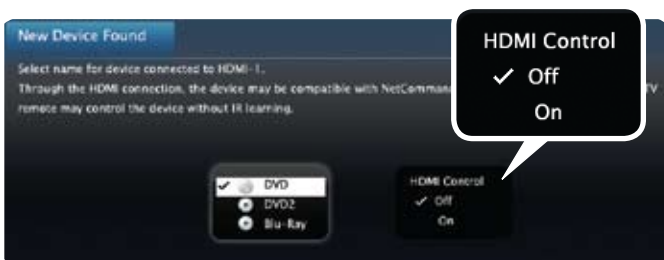 New Device Found
Select name for device connected to HDMI-1.
Through the HDMI connection, the device may be compatible with NetCommand
TV
remote may control the device without IR learning.
DVD
DVD2
Blu-Ray
HDMI Control
Off
On
HDMI Control
Off
On